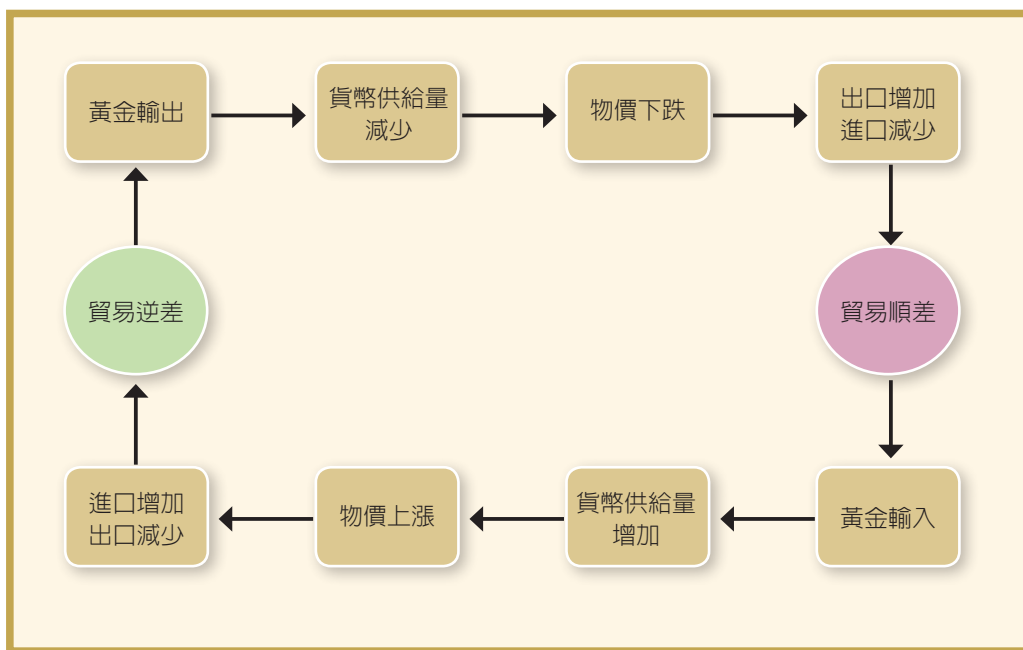 黃金輸出
貨幣供給量
減少
物價下跌
出口增加
進口減少
貿易逆差
貿易順差
進口增加
出口減少
物價上漲
貨幣供給量
增加
黃金輸入